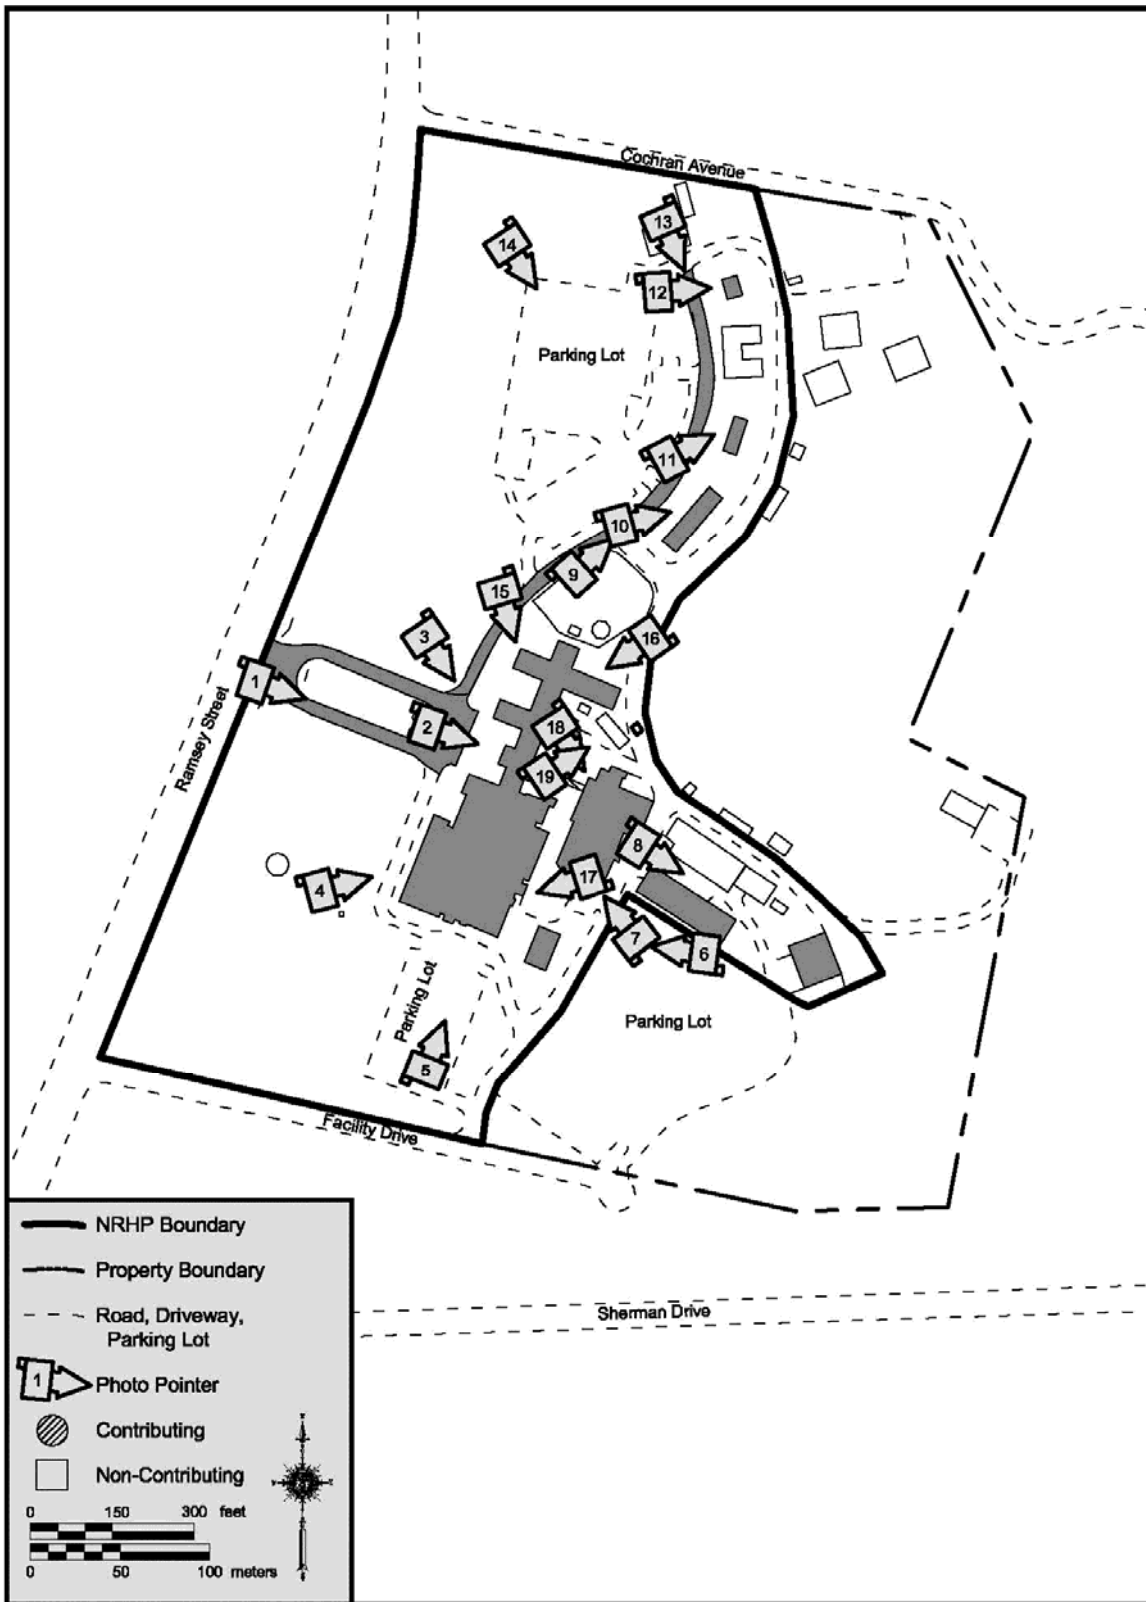 Cochran Avenue
13
14
12
Parking Lot
11
10
9
15
3
16
1
2
18
19
Ramsey Street
8
4
17
7
6
Parking Lot
Parking Lot
5
Facility Drive
NRHP Boundary
Property Boundary
Road, Driveway,
Parking Lot
1 Photo Pointer
Contributing
Non-Contributing
0 150 300 feet
0 50 100 meters
Sherman Drive